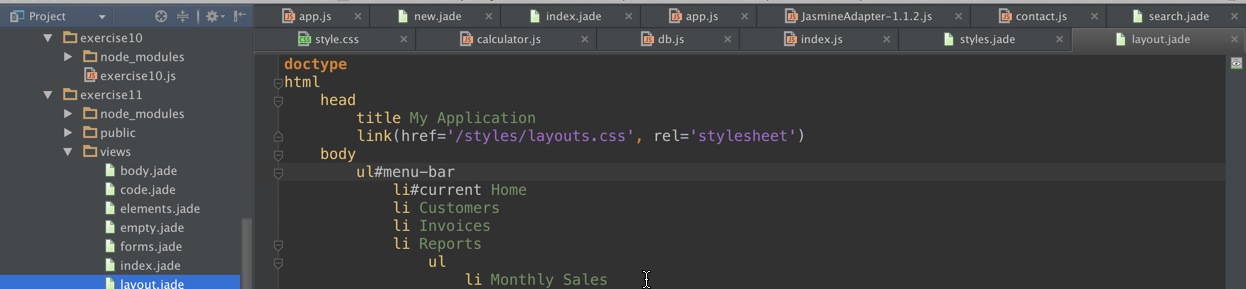 Project
app.js
new.jade
index.jade
app.js
JasmineAdapter-1.1.2.js
contact.js
search.jade
style.css
calculator.js
db.js
index.js
styles.jade
layout.jade
exercise10
node_modules
exercise10.js
exercise11
node_modules
public
views
body.jade
code.jade
elements.jade
empty.jade
forms.jade
index.jade
layout.jade
doctype
html
head
title My Application
link(href='/styles/layouts.css', rel='stylesheet')
body
ul#menu-bar
li#current Home
li Customers
li Invoices
li Reports
ul
li Monthly Sales